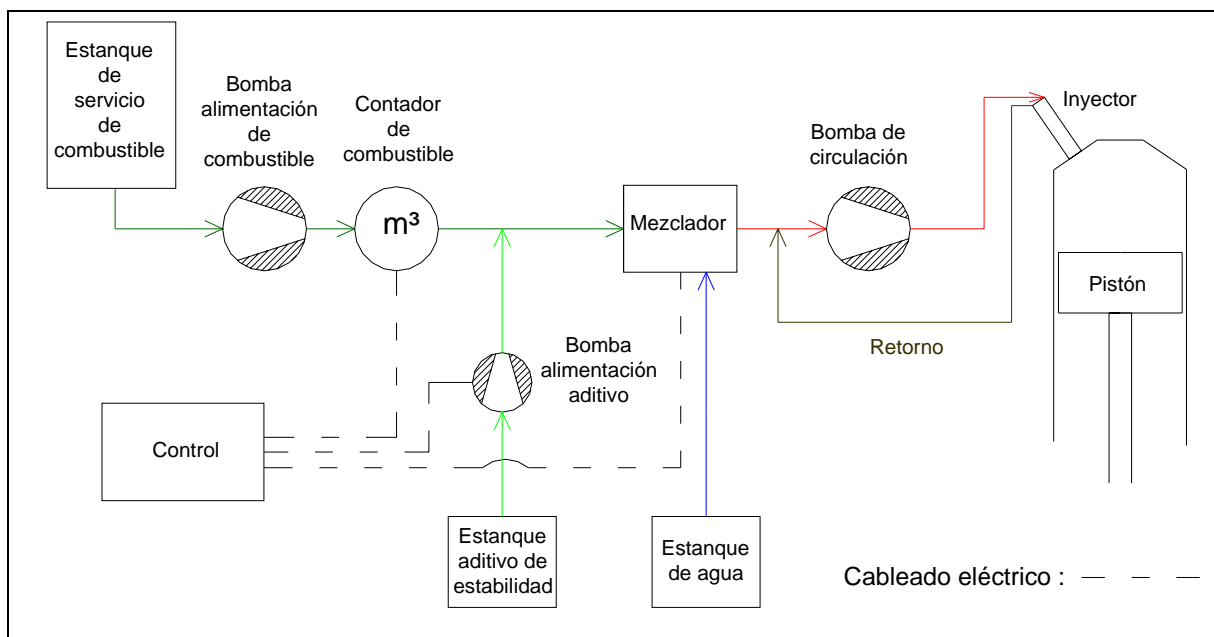 Estanque
de
servicio
de
combustible
Bomba
alimentación
de
combustible
Contador
de
combustible
m³
Mezclador
Bomba de
circulación
Inyector
Pistón
Retorno
Bomba
alimentación
aditivo
Control
Estanque
aditivo de
estabilidad
Estanque
de agua
Cableado eléctrico :